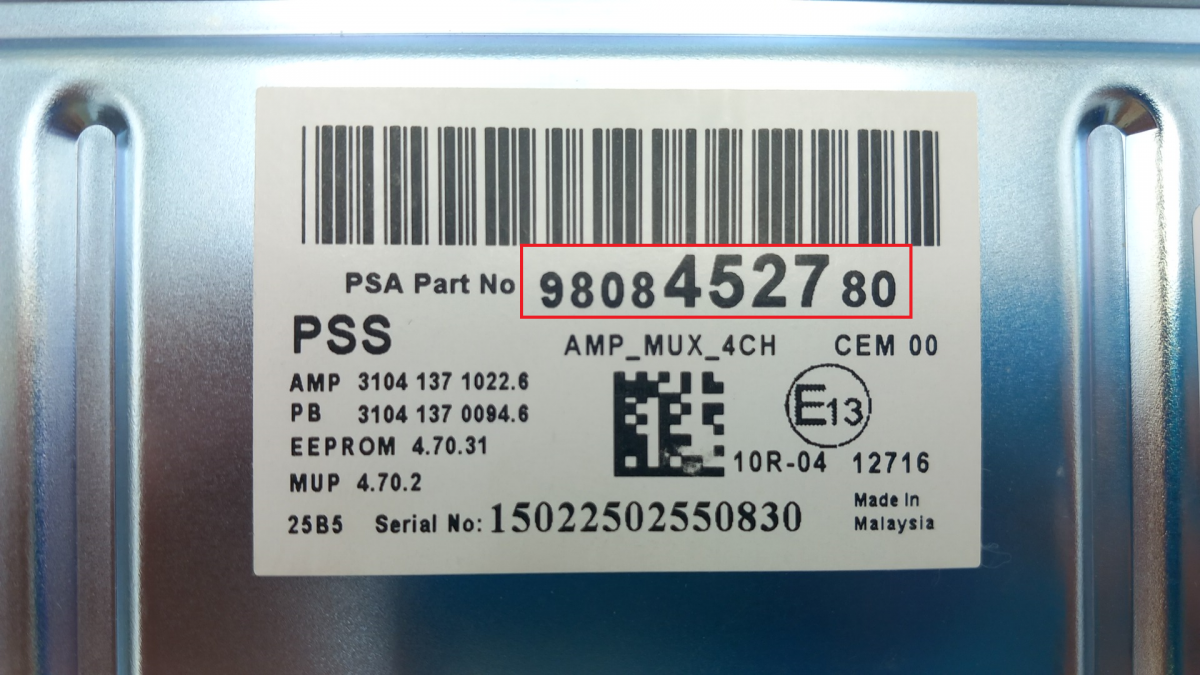 PSA Part No 9808452780
PSS
AMP_MUX_4CH CEM 00
AMP 3104 137 1022.6
PB 3104 137 0094.6
EEPROM 4.70.31
MUP 4.70.2
E13
10R-04 12716
25B5 Serial No: 15022502550830
Made In
Malaysia